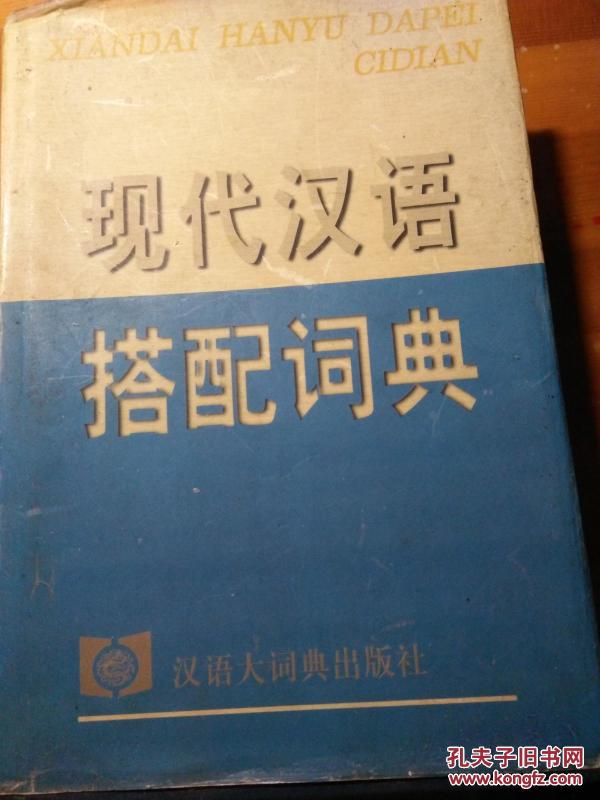 XIANDAI HANYU DAPEI
CIDIAN
现代汉语
搭配词典
汉语大词典出版社
孔夫子旧书网
www.kongfz.com